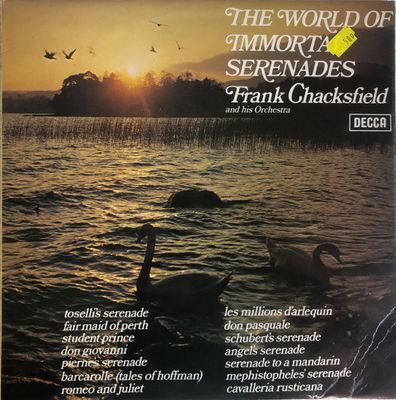 THE WORLD OF
IMMORTA
SERENADES
Frank Chacksfield
and his Orchestra
DECCA
toselli's serenade
fair maid of perth
student prince
don giovanni
pierne's serenade
barcarolle (tales of hoffman)
romeo and juliet
les millions d'arlequin
don pasquale
schubert's serenade
angels serenade
serenade to a mandarin
mephistopheles' serenade
cavalleria rusticana